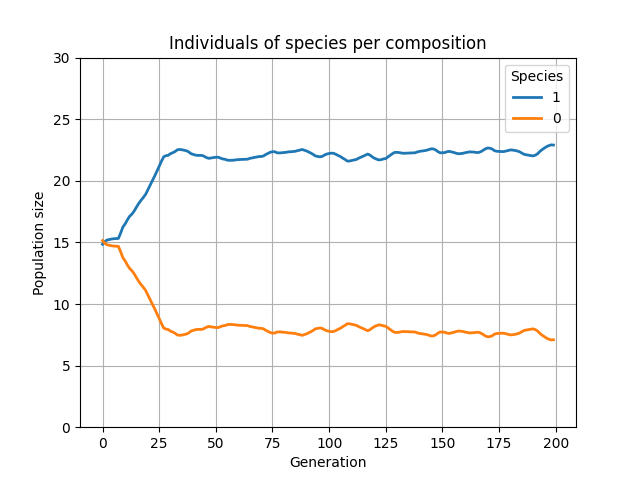 Individuals of species per composition
Species
1
0
30
25
20
15
10
5
0
Population size
0 25 50 75 100 125 150 175 200
Generation